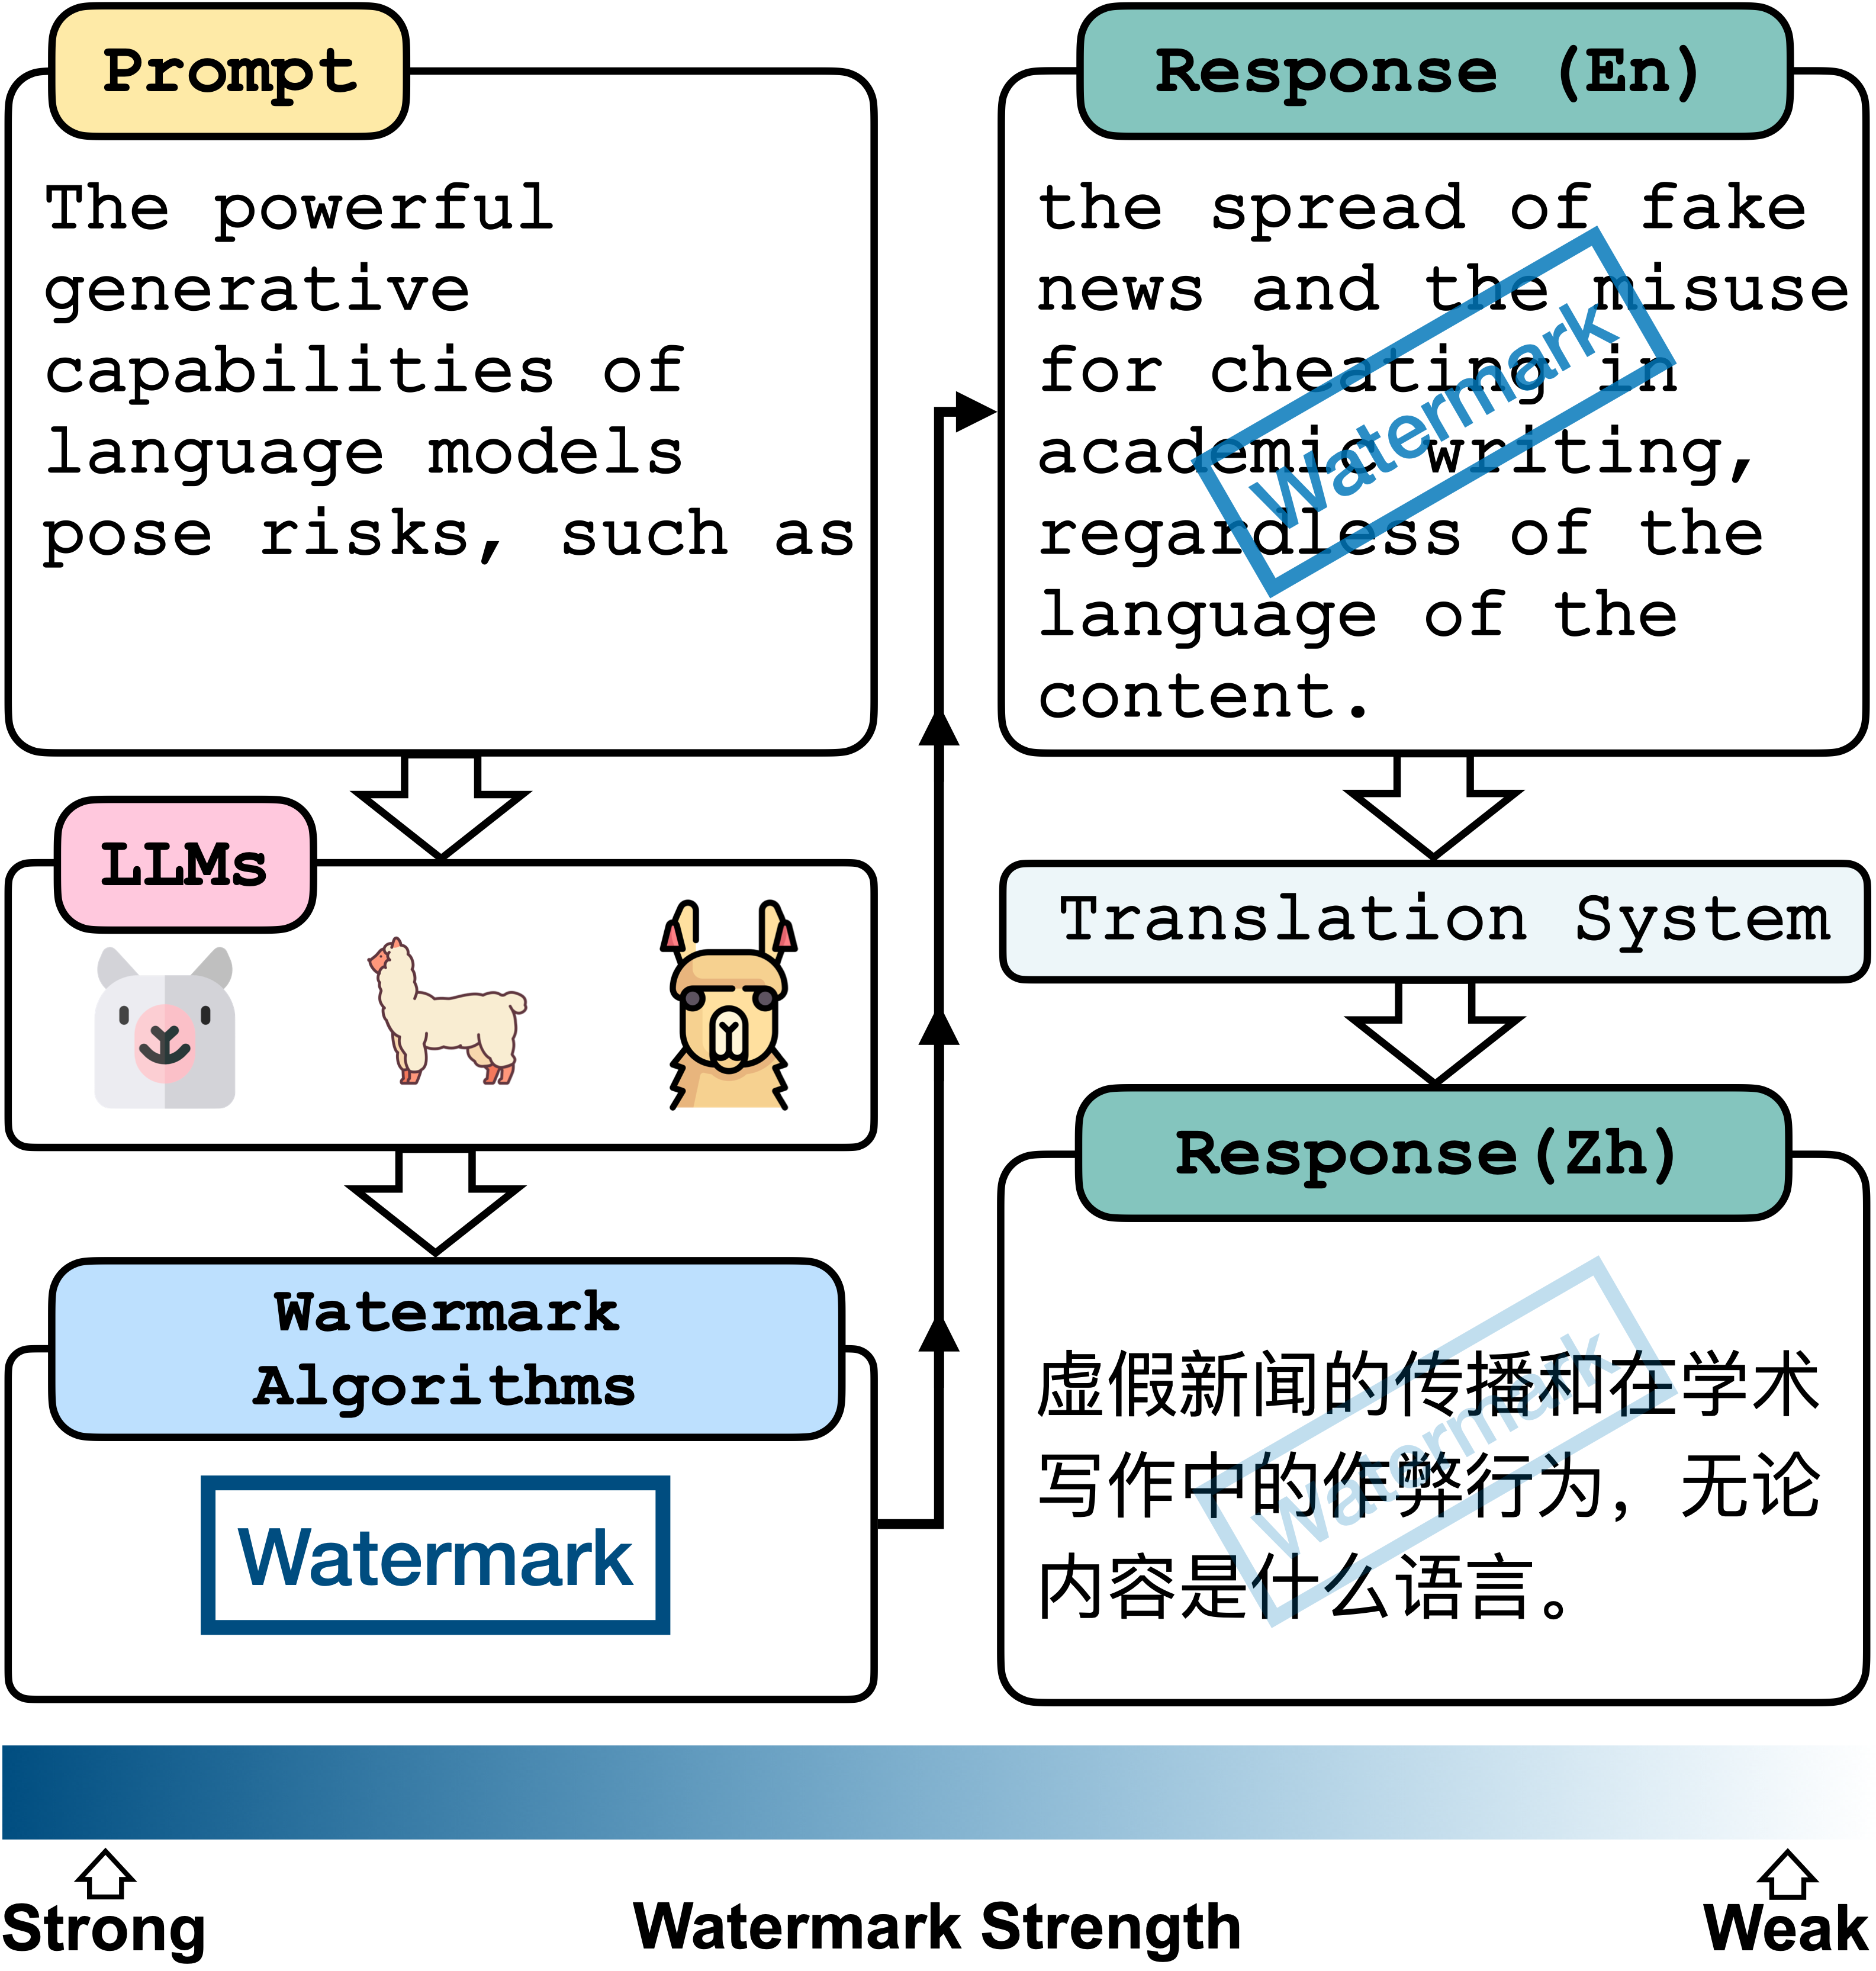 Prompt
The powerful
generative
capabilities of
language models
pose risks, such as
LLMs
Watermark
Algorithms
Watermark
Response (En)
the spread of fake
news and the misuse
for cheating in
academic writing,
regardless of the
language of the
content.
Watermark
Translation System
Response(Zh)
虚假新闻的传播和在学术
写作中的作弊行为，无论
内容是什么语言。
Watermark
Strong
Watermark Strength
Weak